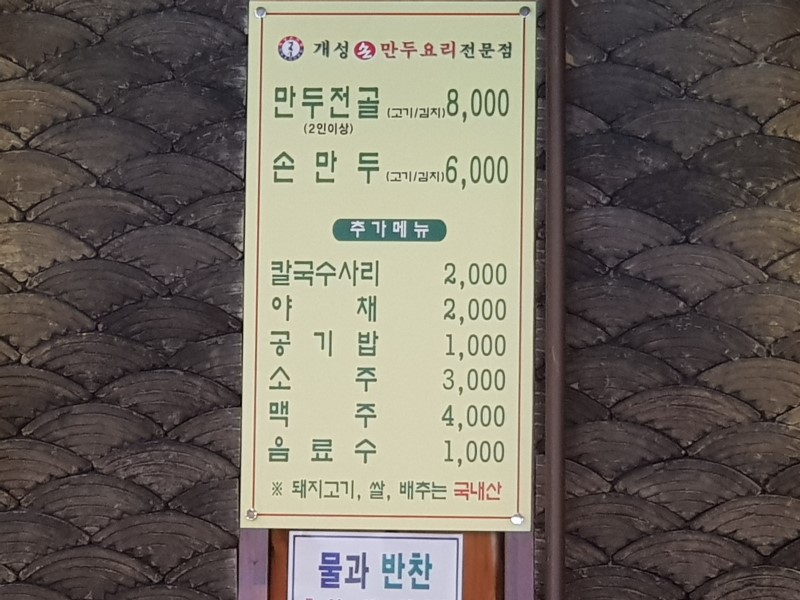 개성 손 만두요리전문점
만두전골 (고기/김치) 8,000
(2인이상)
손 만 두 (고기/김치) 6,000
추가메뉴
칼국수사리 2,000
야 채 2,000
공 기 밥 1,000
소 주 3,000
맥 주 4,000
음 료 수 1,000
※ 돼지고기, 쌀, 배추는 국내산
물과 반찬